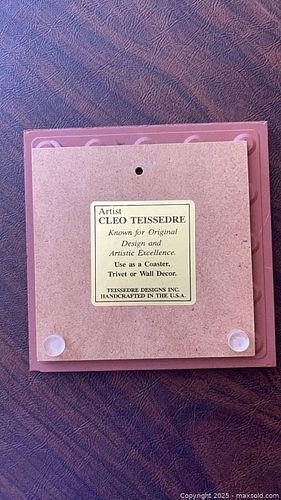 Artist
CLEO TEISSEDRE
Known for Original
Design and
Artistic Excellence.
Use as a Coaster,
Trivet or Wall Decor.
TEISSEDRE DESIGNS INC.
HANDCRAFTED IN THE U.S.A.
Copyright © 2025 - maxsold.com